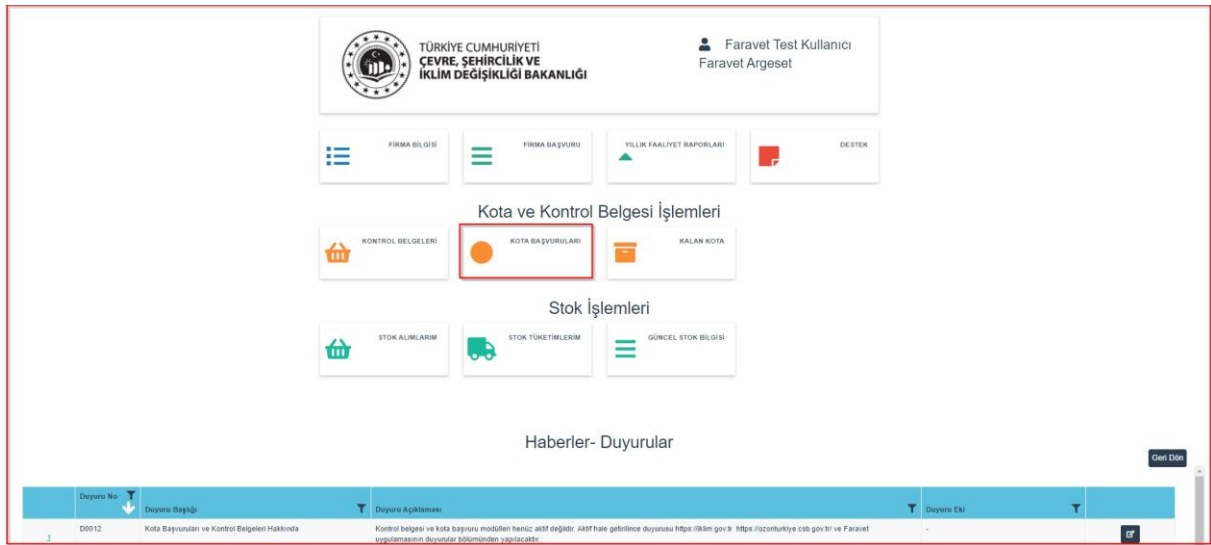 TÜRKİYE CUMHURİYETİ
ÇEVRE, ŞEHİRCİLİK VE
İKLİM DEĞİŞİKLİĞİ BAKANLIĞI
Faravet Test Kullanıcı
Faravet Argeset
FİRMA BİLGİSİ
FİRMA BAŞVURU
YILLIK FAALİYET RAPORLARI
DESTEK
Kota ve Kontrol Belgesi İşlemleri
KONTROL BELGELERİ
KOTA BAŞVURULARI
KALAN KOTA
Stok İşlemleri
STOK ALIMLARIM
STOK TÜKETİMLERİM
GÜNCEL STOK BİLGİSİ
Haberler- Duyurular
Geri Dön
Duyuru No
Duyuru Başlığı
Duyuru Açıklaması
Duyuru Eki
1
D0012
Kota Başvuruları ve Kontrol Belgeleri Hakkında
Kontrol belgesi ve kota başvuru modülleri henüz aktif değildir. Aktif hale getirilince duyurusu https://iklim.gov.tr https://ozonturkiye.csb.gov.tr/ ve Faravet
uygulamasının duyurular bölümünden yapılacaktır.
-